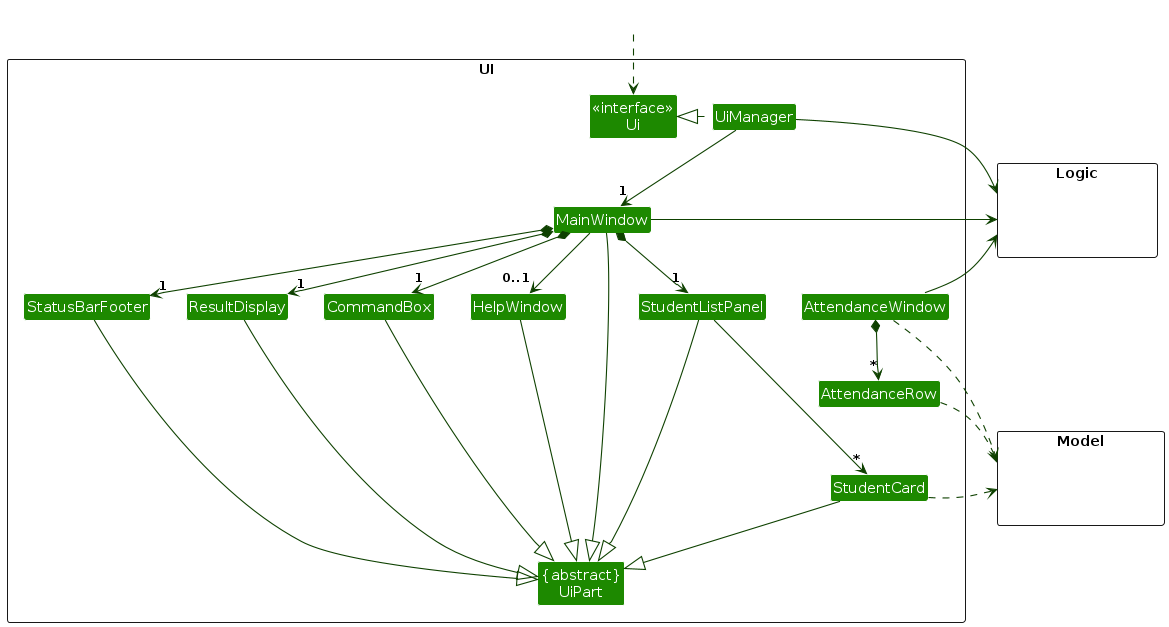 UI
«interface»
Ui
UiManager
Logic
1
MainWindow
1
1
1
0..1
1
StatusBarFooter
ResultDisplay
CommandBox
HelpWindow
StudentListPanel
AttendanceWindow
*
AttendanceRow
Model
*
StudentCard
{abstract}
UiPart